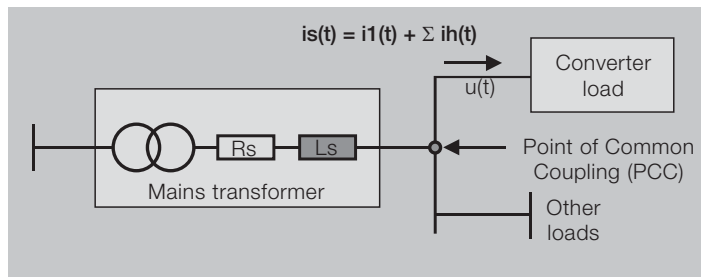 is(t) = i1(t) + Σ ih(t)
u(t)
Converter
load
Rs
Ls
Mains transformer
Point of Common
Coupling (PCC)
Other
loads